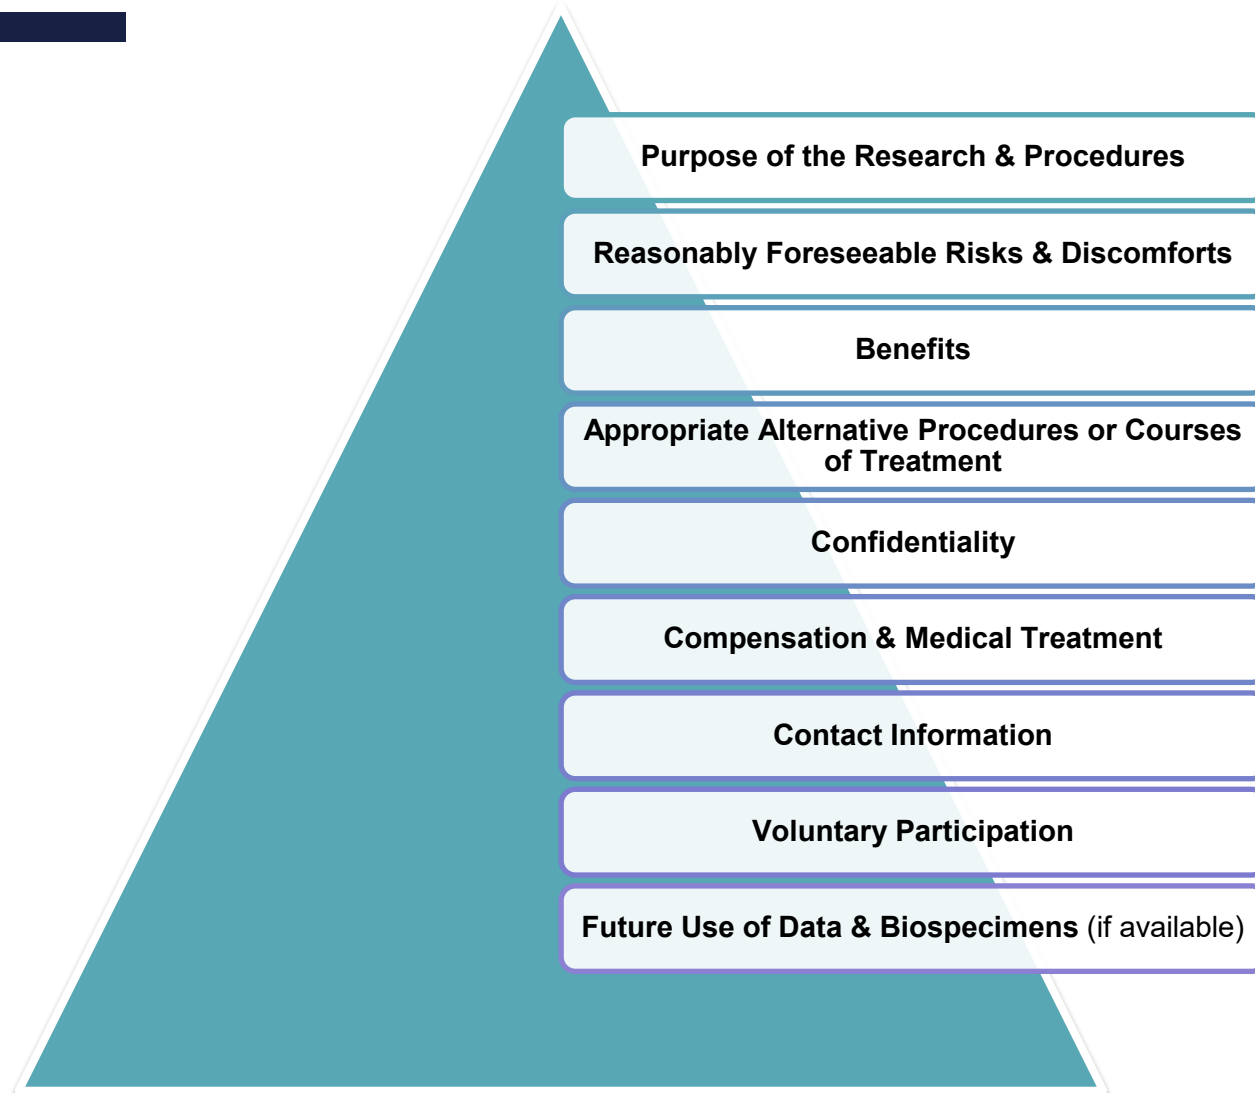 Purpose of the Research & Procedures
Reasonably Foreseeable Risks & Discomforts
Benefits
Appropriate Alternative Procedures or Courses
of Treatment
Confidentiality
Compensation & Medical Treatment
Contact Information
Voluntary Participation
Future Use of Data & Biospecimens (if available)